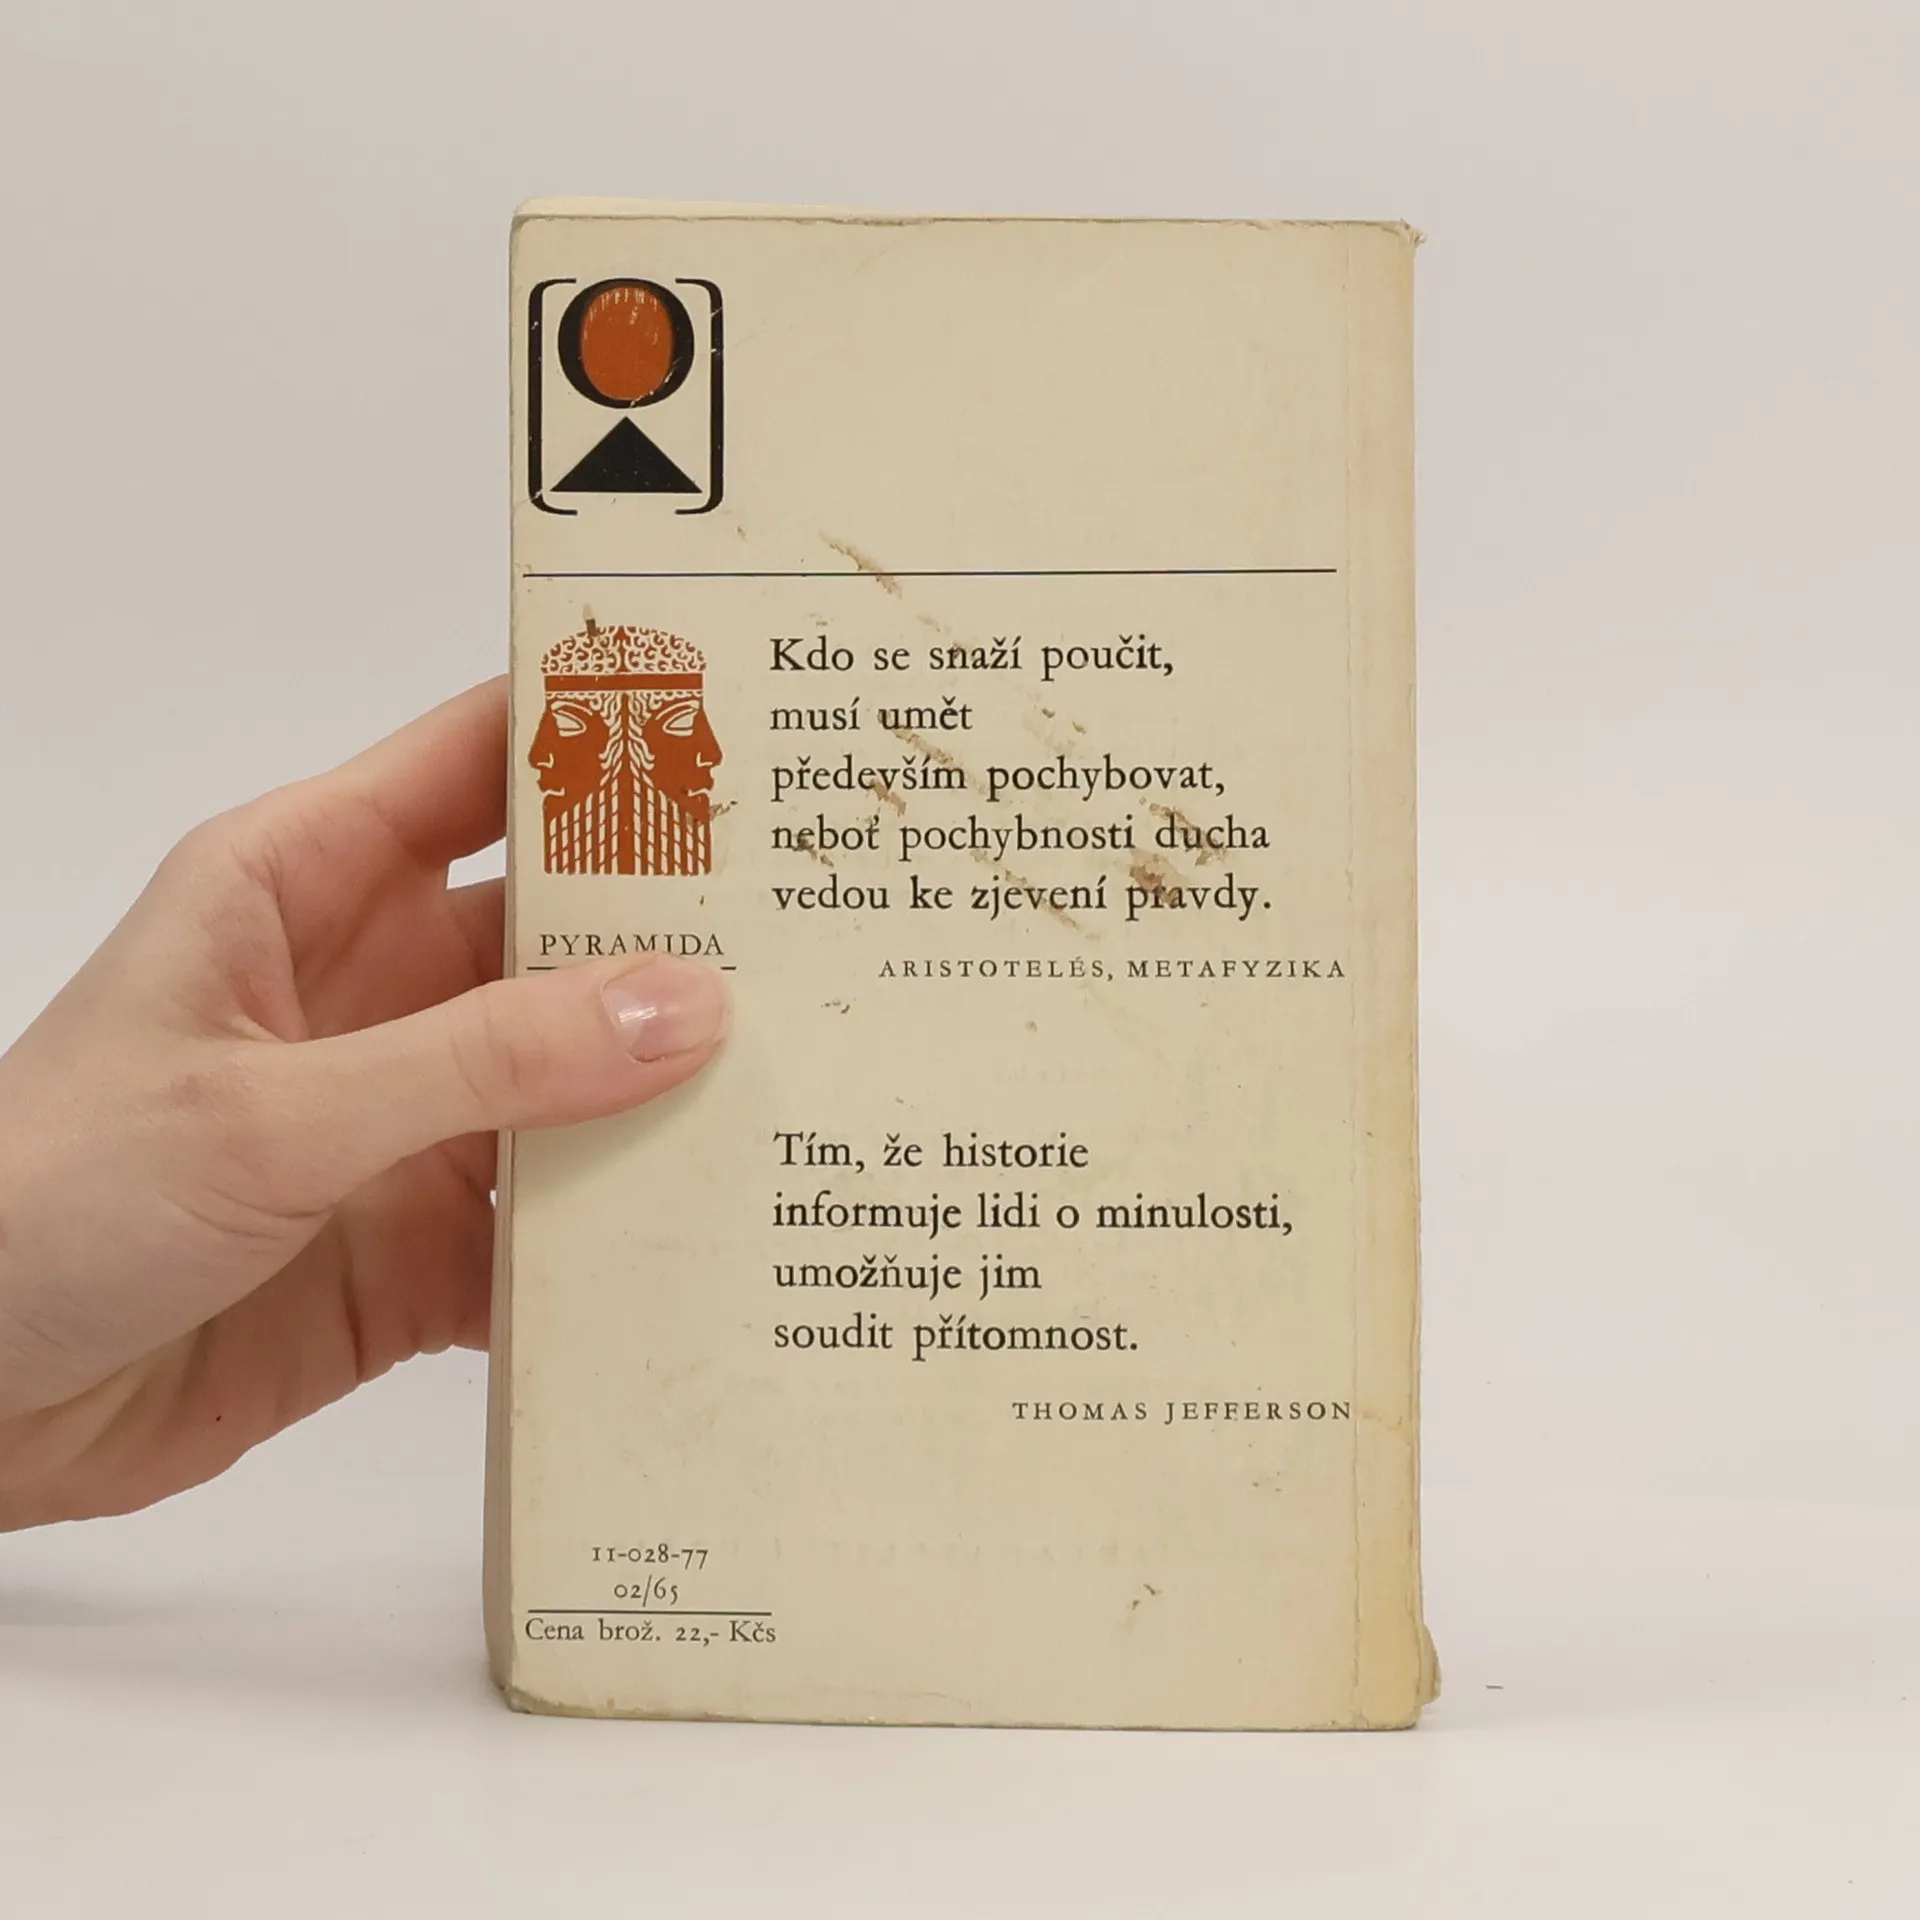 Kdo se snaží poučit,
musí umět
především pochybovat,
neboť pochybnosti ducha
vedou ke zjevení pravdy.
ARISTOTELÉS, METAFYZIKA
PYRAMIDA
Tím, že historie
informuje lidi o minulosti,
umožňuje jim
soudit přítomnost.
THOMAS JEFFERSON
11-028-77
02/65
Cena brož. 22,- Kčs